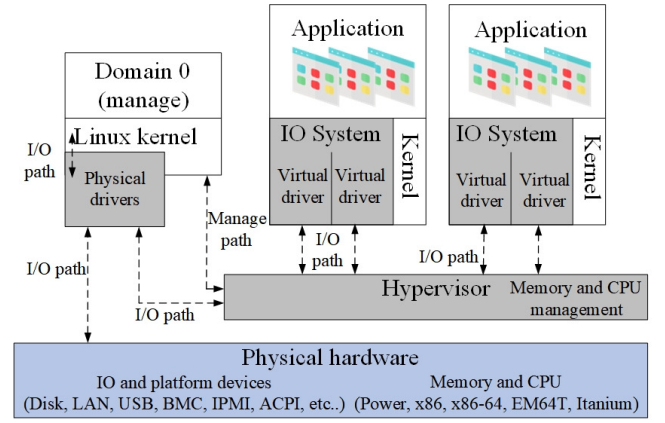 Domain 0
(manage)
Linux kernel
I/O
path
Physical
drivers
Application
IO System
Kernel
Virtual
driver
Virtual
driver
Application
IO System
Kernel
Virtual
driver
Virtual
driver
Manage
path
I/O
path
I/O path
I/O path
I/O path
Hypervisor
Memory and CPU
management
Physical hardware
IO and platform devices
(Disk, LAN, USB, BMC, IPMI, ACPI, etc..)
Memory and CPU
(Power, x86, x86-64, EM64T, Itanium)